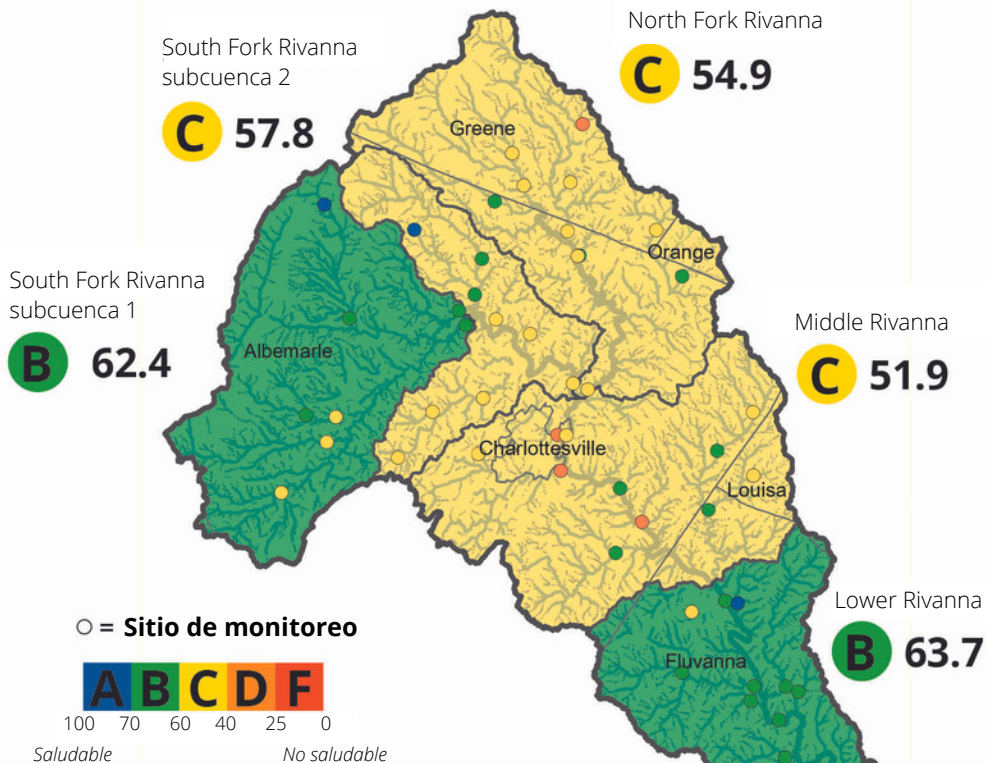 South Fork Rivanna
subcuenca 2
C 57.8
North Fork Rivanna
C 54.9
Greene
Orange
South Fork Rivanna
subcuenca 1
B 62.4
Albemarle
Middle Rivanna
C 51.9
Charlottesville
Louisa
Lower Rivanna
B 63.7
Fluvanna
= Sitio de monitoreo
A B C D F
100 70 60 40 25 0
Saludable No saludable